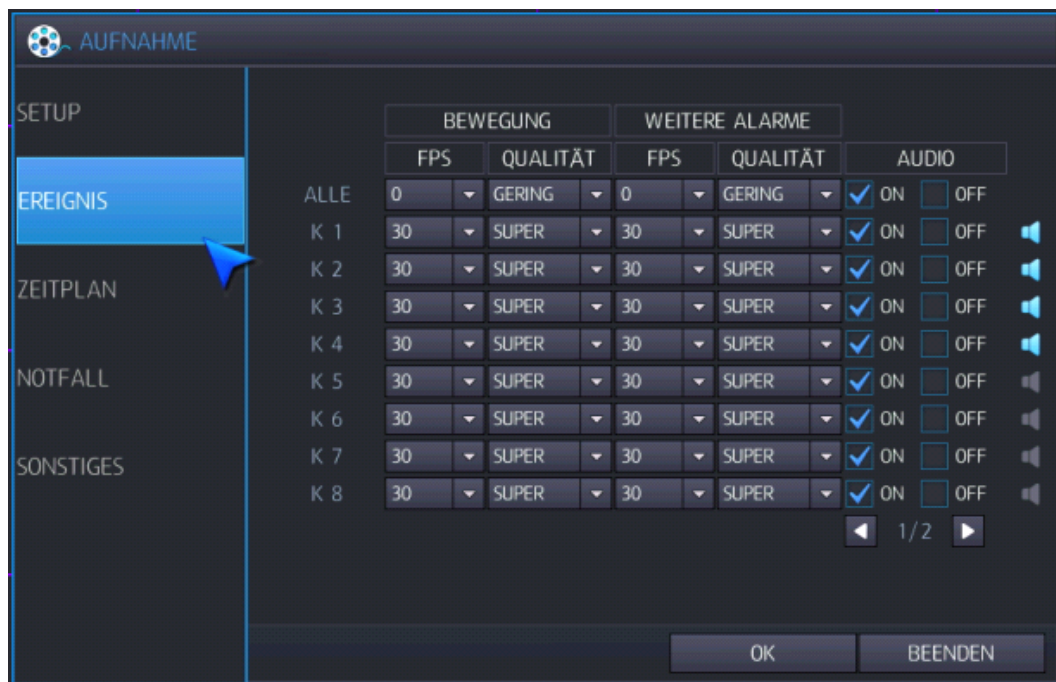 AUFNAHME
SETUP
EREIGNIS
ZEITPLAN
NOTFALL
SONSTIGES
BEWEGUNG WEITERE ALARME
FPS QUALITÄT FPS QUALITÄT AUDIO
ALLE 0 GERING 0 GERING ON OFF
K 1 30 SUPER 30 SUPER ON OFF
K 2 30 SUPER 30 SUPER ON OFF
K 3 30 SUPER 30 SUPER ON OFF
K 4 30 SUPER 30 SUPER ON OFF
K 5 30 SUPER 30 SUPER ON OFF
K 6 30 SUPER 30 SUPER ON OFF
K 7 30 SUPER 30 SUPER ON OFF
K 8 30 SUPER 30 SUPER ON OFF
1/2
OK BEENDEN